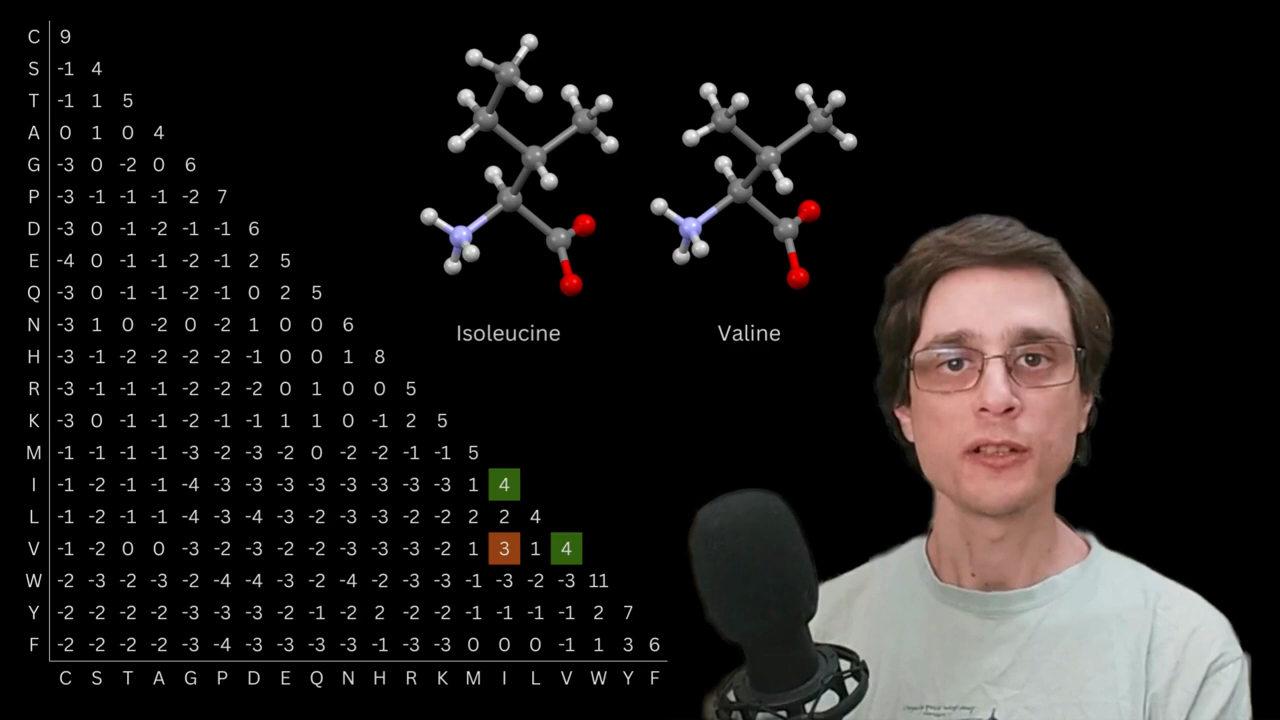 C 9
S -1 4
T -1 1 5
A 0 1 0 4
G -3 0 -2 0 6
P -3 -1 -1 -1 -2 7
D -3 0 -1 -2 -1 -1 6
E -4 0 -1 -1 -2 -1 2 5
Q -3 0 -1 -1 -2 -1 0 2 5
N -3 1 0 -2 0 -2 1 0 0 6
Isoleucine Valine
H -3 -1 -2 -2 -2 -2 -1 0 0 1 8
R -3 -1 -1 -1 -2 -2 -2 0 1 0 0 5
K -3 0 -1 -1 -2 -1 -1 1 1 0 -1 2 5
M -1 -1 -1 -1 -3 -2 -3 -2 0 -2 -2 -1 -1 5
I -1 -2 -1 -1 -4 -3 -3 -3 -3 -3 -3 -3 -3 1 4
L -1 -2 -1 -1 -4 -3 -4 -3 -2 -3 -3 -2 -2 2 2 4
V -1 -2 0 0 -3 -2 -3 -2 -2 -3 -3 -3 -2 1 3 1 4
W -2 -3 -2 -3 -2 -4 -4 -3 -2 -4 -2 -3 -3 -1 -3 -2 -3 11
Y -2 -2 -2 -2 -3 -3 -3 -2 -1 -2 2 -2 -2 -1 -1 -1 -1 2 7
F -2 -2 -2 -2 -3 -4 -3 -3 -3 -3 -1 -3 -3 0 0 0 -1 1 3 6
C S T A G P D E Q N H R K M I L V W Y F